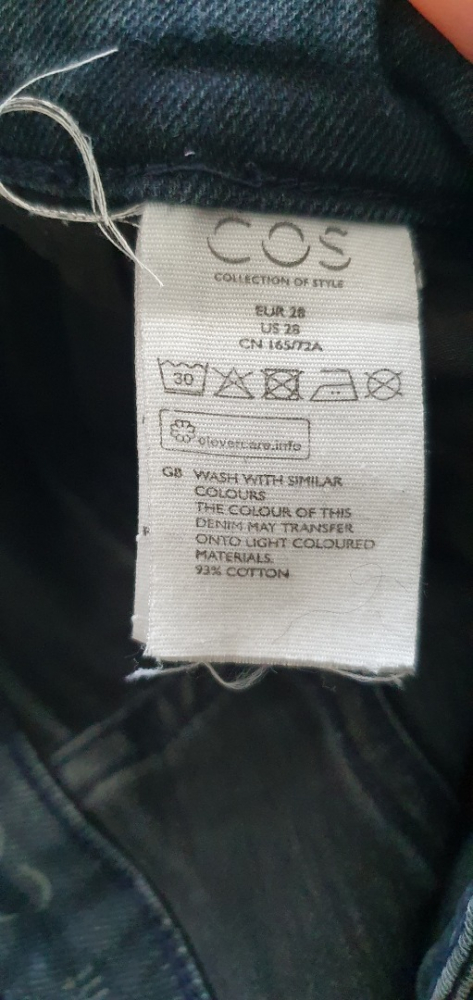 COS
COLLECTION OF STYLE
EUR 28
US 28
CN 165/72A
30
clevercare.info
GB WASH WITH SIMILAR
COLOURS
THE COLOUR OF THIS
DENIM MAY TRANSFER
ONTO LIGHT COLOURED
MATERIALS.
93% COTTON